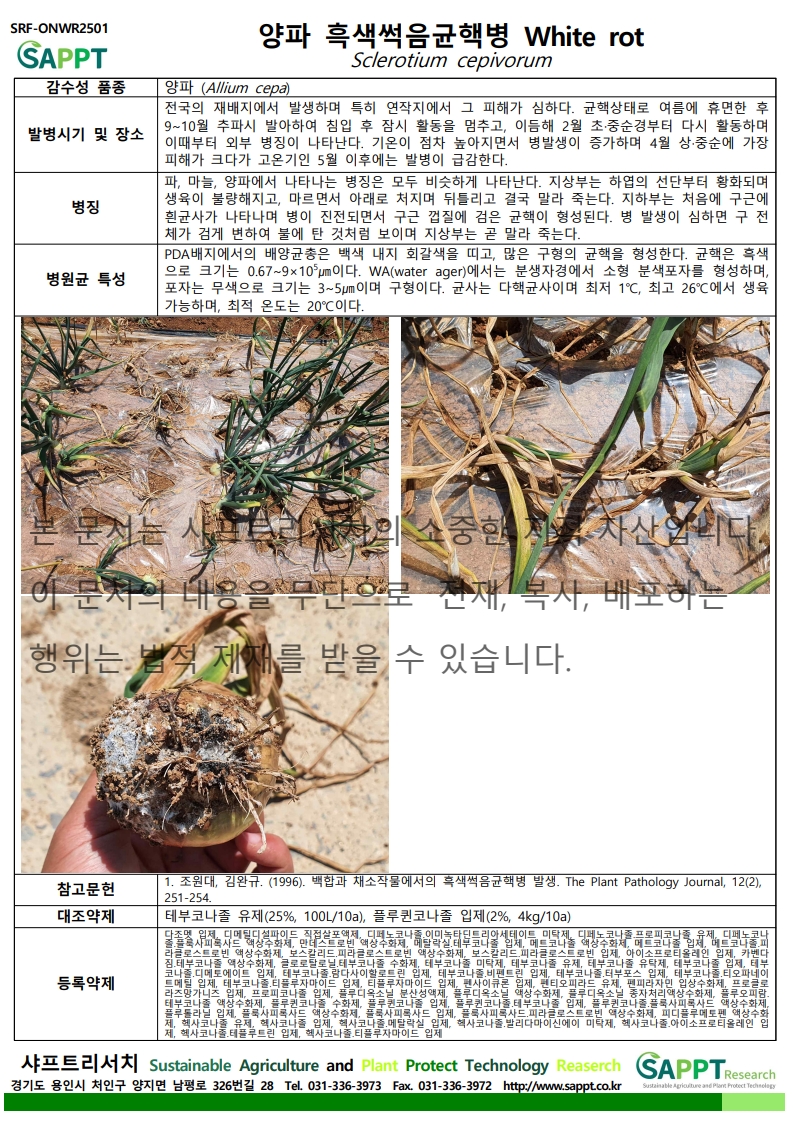 SRF-ONWR2501
SAPPT
양파 흑색썩음균핵병 White rot
Sclerotium cepivorum
감수성 품종
양파 (Allium cepa)
발병시기 및 장소
전국의 재배지에서 발생하며 특히 연작지에서 그 피해가 심하다. 균핵상태로 여름에 휴면한 후
9~10월 추파시 발아하여 침입 후 잠시 활동을 멈추고, 이듬해 2월 초·중순경부터 다시 활동하며
이때부터 외부 병징이 나타난다. 기온이 점차 높아지면서 병발생이 증가하며 4월 상·중순에 가장
피해가 크다가 고온기인 5월 이후에는 발병이 급감한다.
병징
파, 마늘, 양파에서 나타나는 병징은 모두 비슷하게 나타난다. 지상부는 하엽의 선단부터 황화되며
생육이 불량해지고, 마르면서 아래로 처지며 뒤틀리고 결국 말라 죽는다. 지하부는 처음에 구근에
흰균사가 나타나며 병이 진전되면서 구근 껍질에 검은 균핵이 형성된다. 병 발생이 심하면 구 전
체가 검게 변하여 불에 탄 것처럼 보이며 지상부는 곧 말라 죽는다.
병원균 특성
PDA배지에서의 배양균총은 백색 내지 회갈색을 띠고, 많은 구형의 균핵을 형성한다. 균핵은 흑색
으로 크기는 0.67~9×10⁵㎛이다. WA(water ager)에서는 분생자경에서 소형 분색포자를 형성하며,
포자는 무색으로 크기는 3~5㎛이며 구형이다. 균사는 다핵균사이며 최저 1℃, 최고 26℃에서 생육
가능하며, 최적 온도는 20℃이다.
본 문서는 샤프트리서치의 소중한 지적 자산입니다
이 문서의 내용을 무단으로 전재, 복사, 배포하는
행위는 법적 제재를 받을 수 있습니다.
참고문헌
1. 조원대, 김완규. (1996). 백합과 채소작물에서의 흑색썩음균핵병 발생. The Plant Pathology Journal, 12(2),
251-254.
대조약제
테부코나졸 유제(25%, 100L/10a), 플루퀸코나졸 입제(2%, 4kg/10a)
등록약제
다조멧 입제, 디메틸디설파이드 직접살포액제, 디페노코나졸.이미녹타딘트리아세테이트 미탁제, 디페노코나졸.프로피코나졸 유제, 디페노코나
졸.플룩사피록사드 액상수화제, 만데스트로빈 액상수화제, 메탈락실.테부코나졸 입제, 메트코나졸 액상수화제, 메트코나졸 입제, 메트코나졸.피
라클로스트로빈 액상수화제, 보스칼리드.피라클로스트로빈 액상수화제, 보스칼리드.피라클로스트로빈 입제, 아이소프로티올레인 입제, 카벤다
짐.테부코나졸 액상수화제, 클로로탈로닐.테부코나졸 수화제, 테부코나졸 미탁제, 테부코나졸 유제, 테부코나졸 유탁제, 테부코나졸 입제, 테부
코나졸.디메토에이트 입제, 테부코나졸.람다사이할로트린 입제, 테부코나졸.비펜트린 입제, 테부코나졸.터부포스 입제, 테부코나졸.티오파네이
트메틸 입제, 테부코나졸.티플루자마이드 입제, 티플루자마이드 입제, 펜사이큐론 입제, 펜티오피라드 유제, 펜피라자민 입상수화제, 프로클로
라즈망가니즈 입제, 프로피코나졸 입제, 플루디옥소닐 분산성액제, 플루디옥소닐 액상수화제, 플루디옥소닐 종자처리액상수화제, 플루오피람.
테부코나졸 액상수화제, 플루퀸코나졸 수화제, 플루퀸코나졸 입제, 플루퀸코나졸.테부코나졸 입제, 플루퀸코나졸.플룩사피록사드 액상수화제,
플루톨라닐 입제, 플룩사피록사드 액상수화제, 플룩사피록사드 입제, 플룩사피록사드.피라클로스트로빈 액상수화제, 피디플루메토펜 액상수화
제, 헥사코나졸 유제, 헥사코나졸 입제, 헥사코나졸.메탈락실 입제, 헥사코나졸.발리다마이신에이 미탁제, 헥사코나졸.아이소프로티올레인 입
제, 헥사코나졸.테플루트린 입제, 헥사코나졸.티플루자마이드 입제
샤프트리서치 Sustainable Agriculture and Plant Protect Technology Reaserch
경기도 용인시 처인구 양지면 남평로 326번길 28 Tel. 031-336-3973 Fax. 031-336-3972 http://www.sappt.co.kr
SAPPT Research
Sustainable Agriculture and Plant Protect Technology